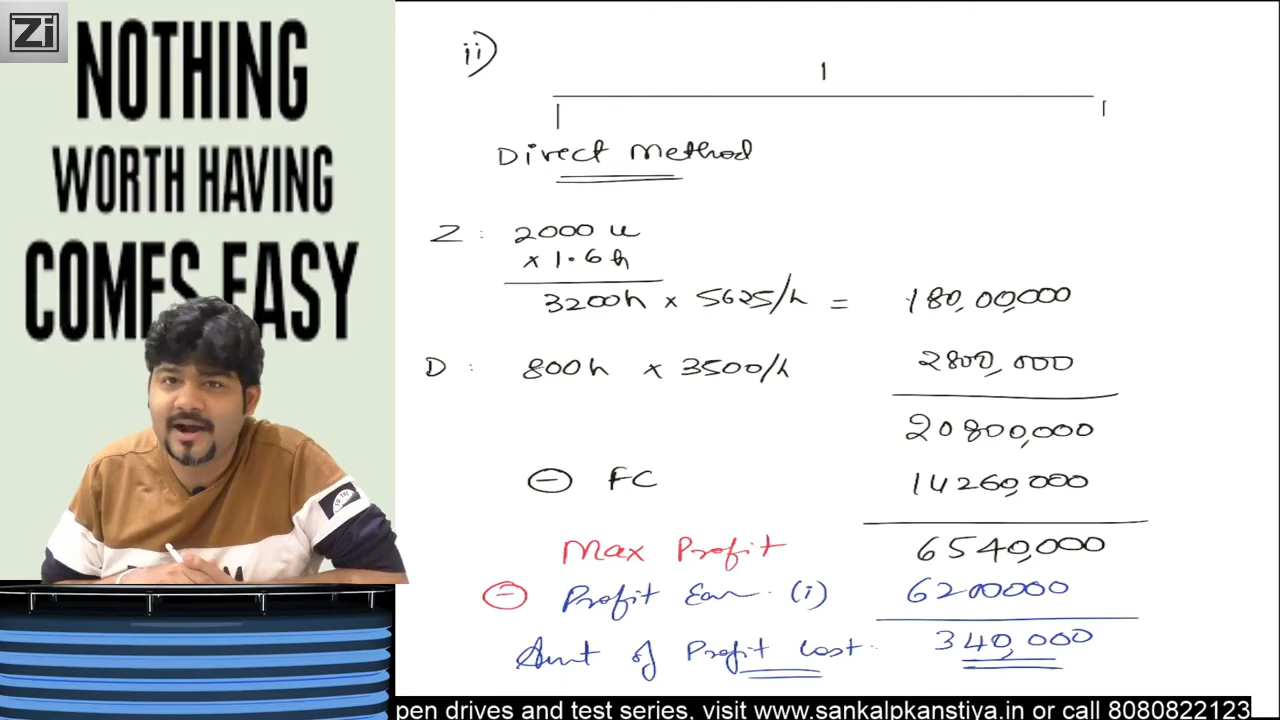 Zi
NOTHING
WORTH HAVING
COMES EASY
ii)
Direct Method
Z : 2000 u
x 1.6 h
3200h x 5625/h = 180,00,000
D : 800h x 3500/h 2800,000
20800,000
- FC 14260,000
Max Profit 6540,000
- Profit Ear. (i) 6200000
Amt of Profit Lost 340,000
pen drives and test series, visit www.sankalpkanstiya.in or call 8080822123